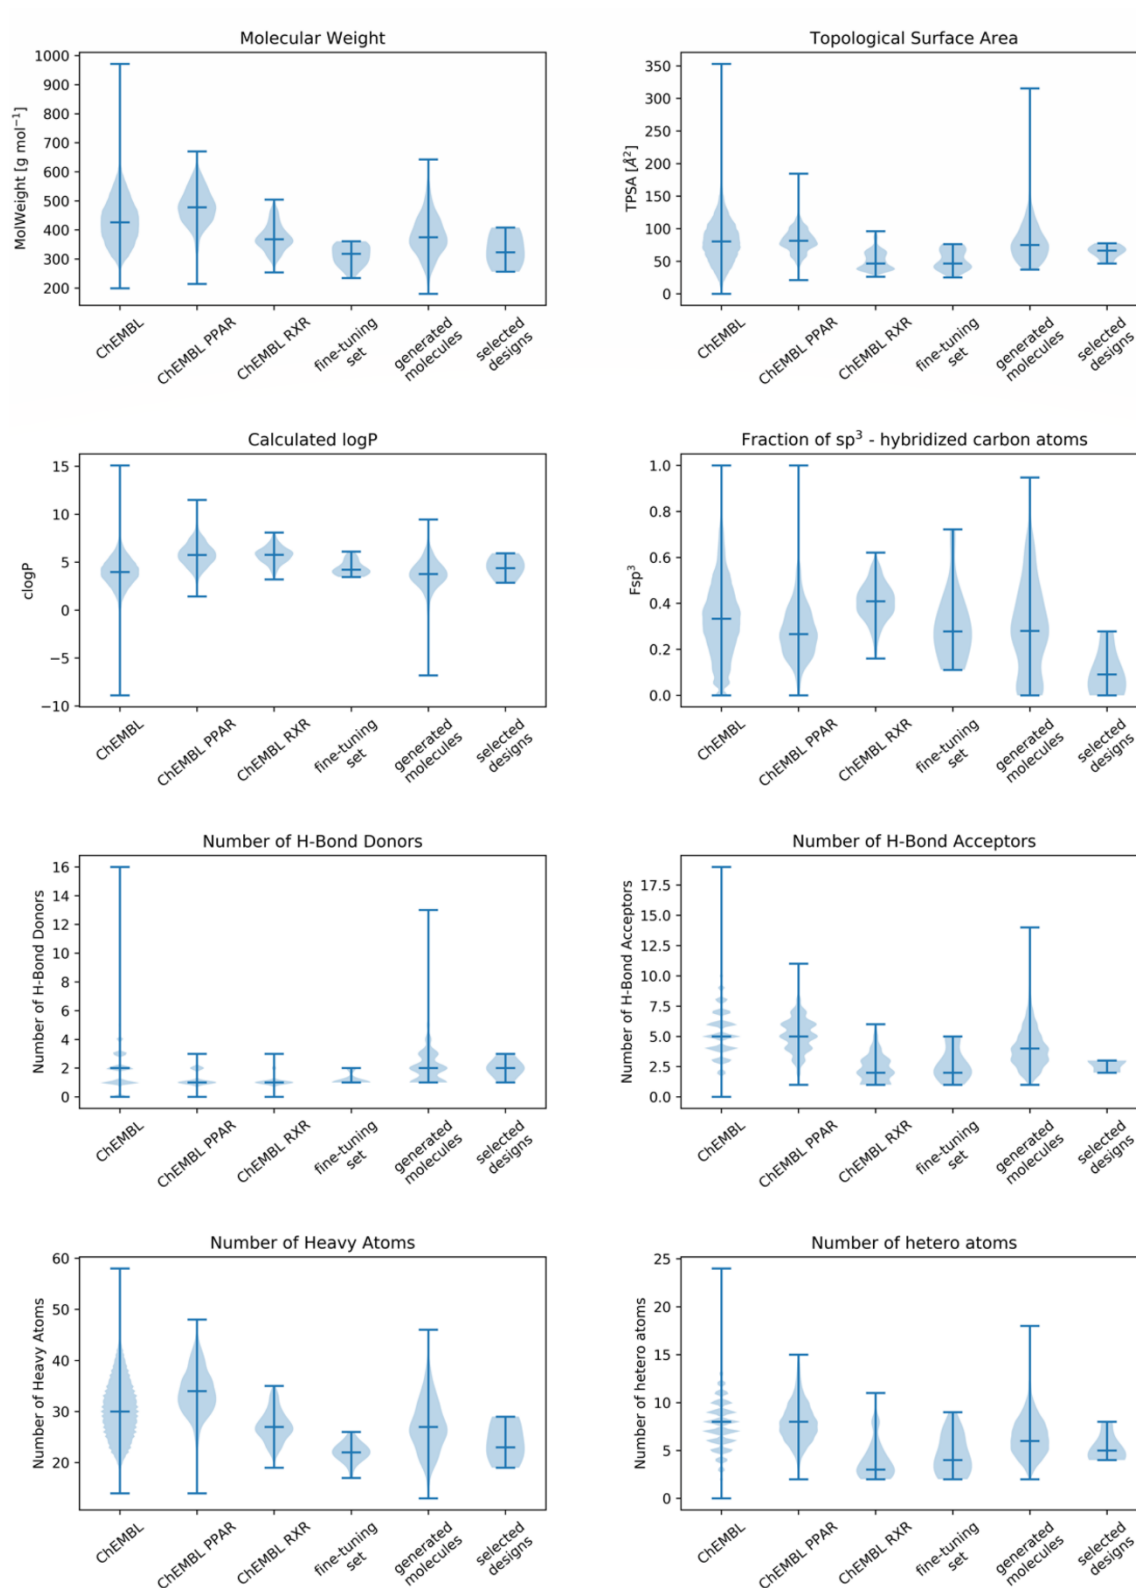 Molecular Weight
MolWeight [g mol⁻¹]
1000
900
800
700
600
500
400
300
200
ChEMBL
ChEMBL PPAR
ChEMBL RXR
fine-tuning
set
generated
molecules
selected
designs
Topological Surface Area
TPSA [Å²]
350
300
250
200
150
100
50
0
ChEMBL
ChEMBL PPAR
ChEMBL RXR
fine-tuning
set
generated
molecules
selected
designs
Calculated logP
clogP
15
10
5
0
−5
−10
ChEMBL
ChEMBL PPAR
ChEMBL RXR
fine-tuning
set
generated
molecules
selected
designs
Fraction of sp³ - hybridized carbon atoms
Fsp³
1.0
0.8
0.6
0.4
0.2
0.0
ChEMBL
ChEMBL PPAR
ChEMBL RXR
fine-tuning
set
generated
molecules
selected
designs
Number of H-Bond Donors
Number of H-Bond Donors
16
14
12
10
8
6
4
2
0
ChEMBL
ChEMBL PPAR
ChEMBL RXR
fine-tuning
set
generated
molecules
selected
designs
Number of H-Bond Acceptors
Number of H-Bond Acceptors
17.5
15.0
12.5
10.0
7.5
5.0
2.5
0.0
ChEMBL
ChEMBL PPAR
ChEMBL RXR
fine-tuning
set
generated
molecules
selected
designs
Number of Heavy Atoms
Number of Heavy Atoms
60
50
40
30
20
ChEMBL
ChEMBL PPAR
ChEMBL RXR
fine-tuning
set
generated
molecules
selected
designs
Number of hetero atoms
Number of hetero atoms
25
20
15
10
5
0
ChEMBL
ChEMBL PPAR
ChEMBL RXR
fine-tuning
set
generated
molecules
selected
designs